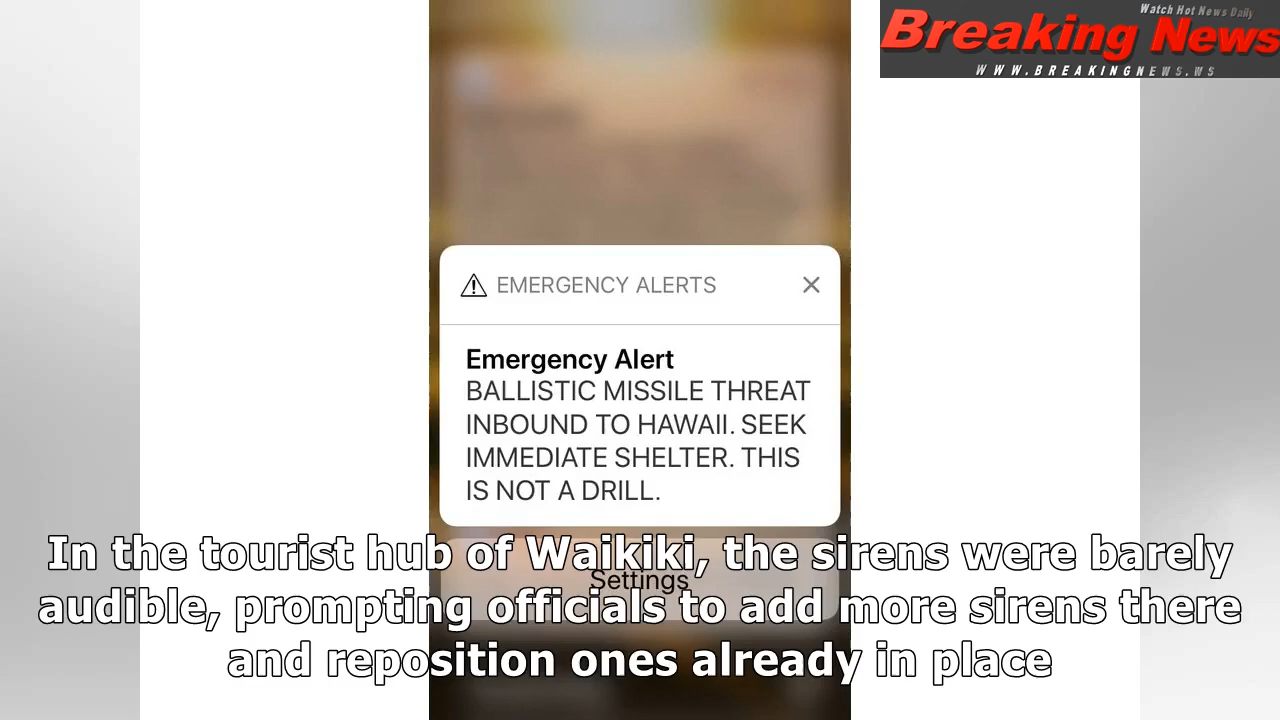 Watch Hot News Daily
Breaking News
WWW.BREAKINGNEWS.WS
EMERGENCY ALERTS
Emergency Alert
BALLISTIC MISSILE THREAT
INBOUND TO HAWAII. SEEK
IMMEDIATE SHELTER. THIS
IS NOT A DRILL.
In the tourist hub of Waikiki, the sirens were barely
Settings
audible, prompting officials to add more sirens there
and reposition ones already in place